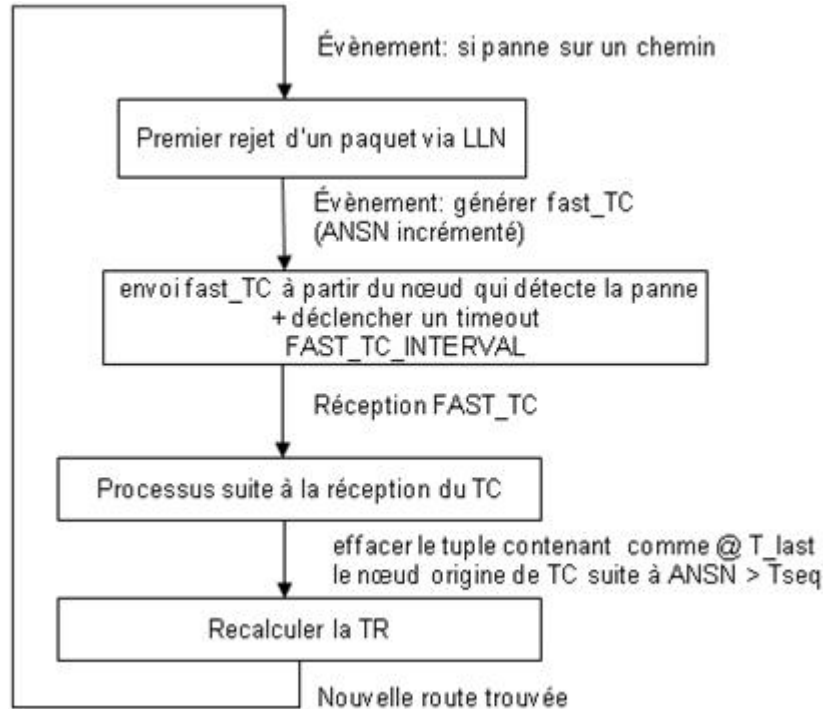 Évènement: si panne sur un chemin
Premier rejet d'un paquet via LLN
Évènement: générer fast_TC
(ANSN incrémenté)
envoi fast_TC à partir du nœud qui détecte la panne
+ déclencher un timeout
FAST_TC_INTERVAL
Réception FAST_TC
Processus suite à la réception du TC
effacer le tuple contenant comme @ T_last
le nœud origine de TC suite à ANSN > Tseq
Recalculer la TR
Nouvelle route trouvée